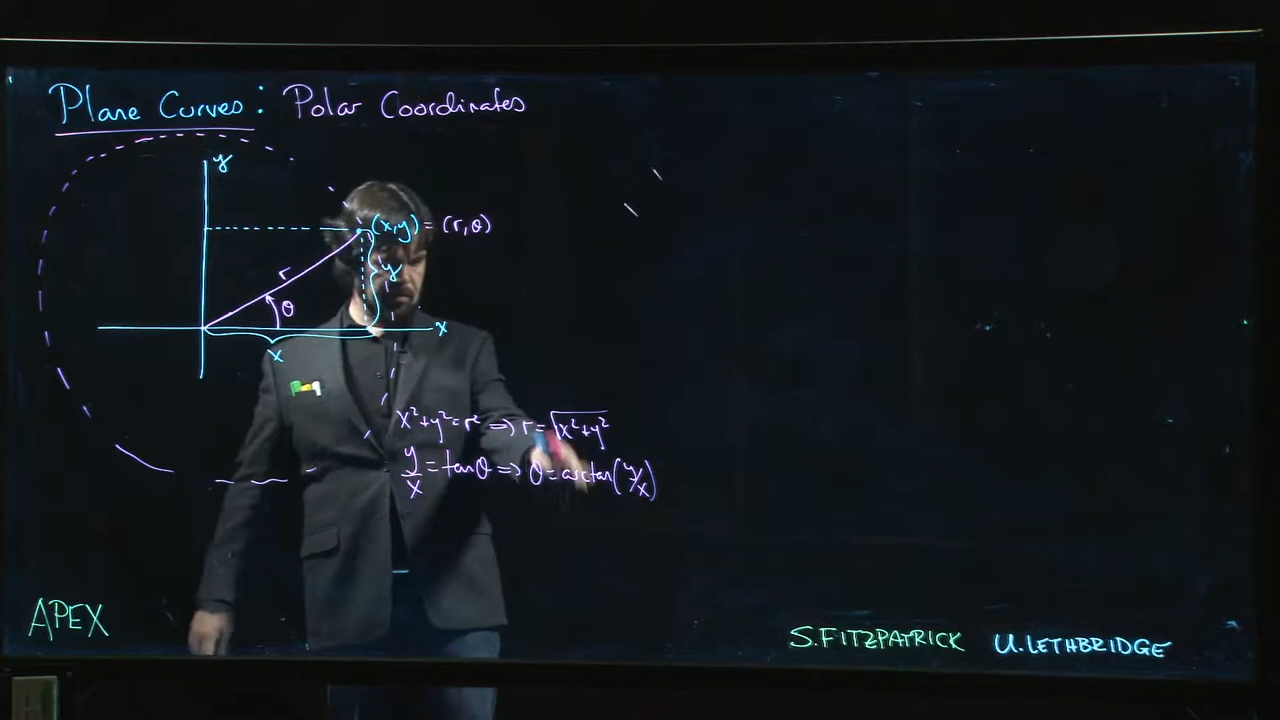 Plane Curves: Polar Coordinates
y
(x,y) = (r,θ)
r
y
θ
x
x
x²+y²=r² ⇒ r=√x²+y²
y/x = tanθ ⇒ θ=arctan(y/x)
APEX
S.FITZPATRICK U.LETHBRIDGE